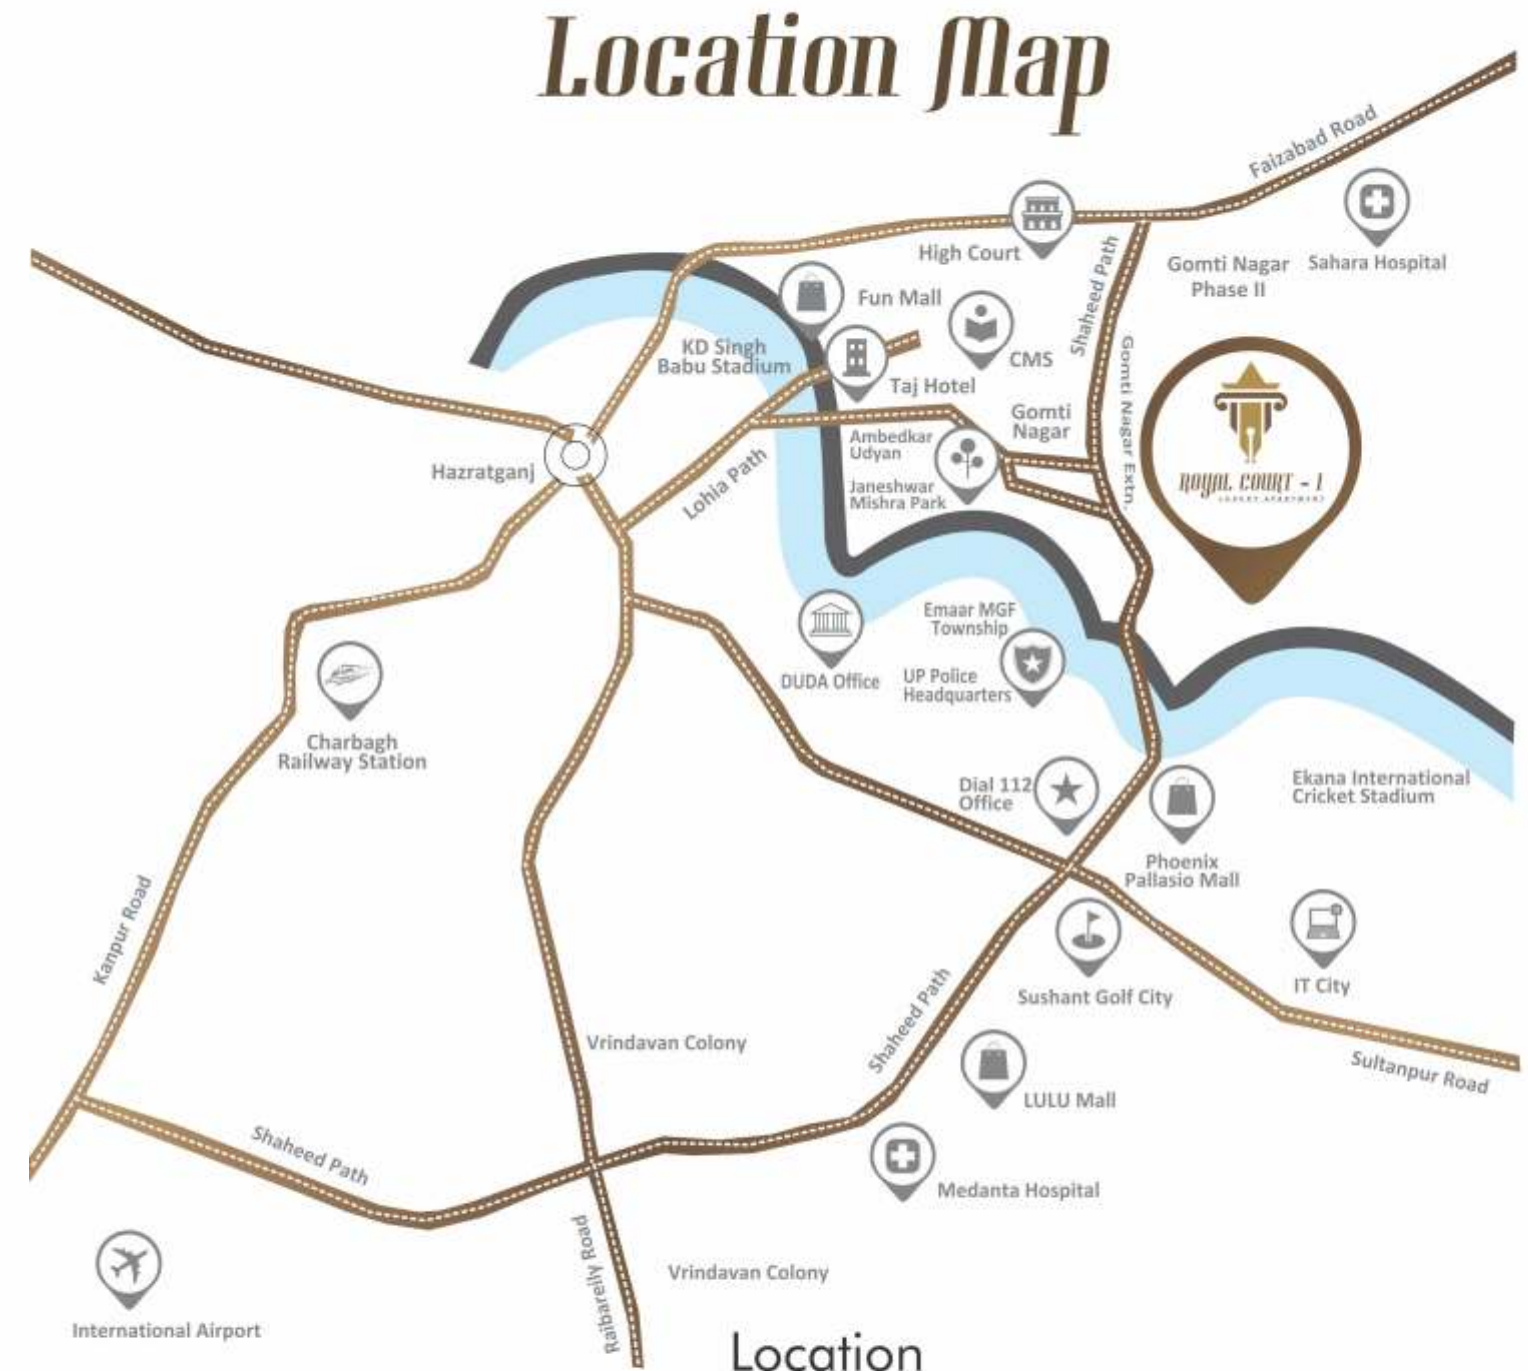 Location Map
Faizabad Road
High Court
Shaheed Path
Gomti Nagar
Phase II
Sahara Hospital
Fun Mall
KD Singh
Babu Stadium
CMS
Taj Hotel
Gomti Nagar Extn.
Gomti
Nagar
Ambedkar
Udyan
Hazratganj
Lohia Path
Janeshwar
Mishra Park
ROYAL COURT - 1
LUXURY APARTMENT
Emaar MGF
Township
DUDA Office
UP Police
Headquarters
Charbagh
Railway Station
Dial 112
Office
Ekana International
Cricket Stadium
Phoenix
Pallasio Mall
Kanpur Road
IT City
Sushant Golf City
Shaheed Path
Vrindavan Colony
Sultanpur Road
LULU Mall
Shaheed Path
Medanta Hospital
Raibareily Road
Vrindavan Colony
International Airport
Location